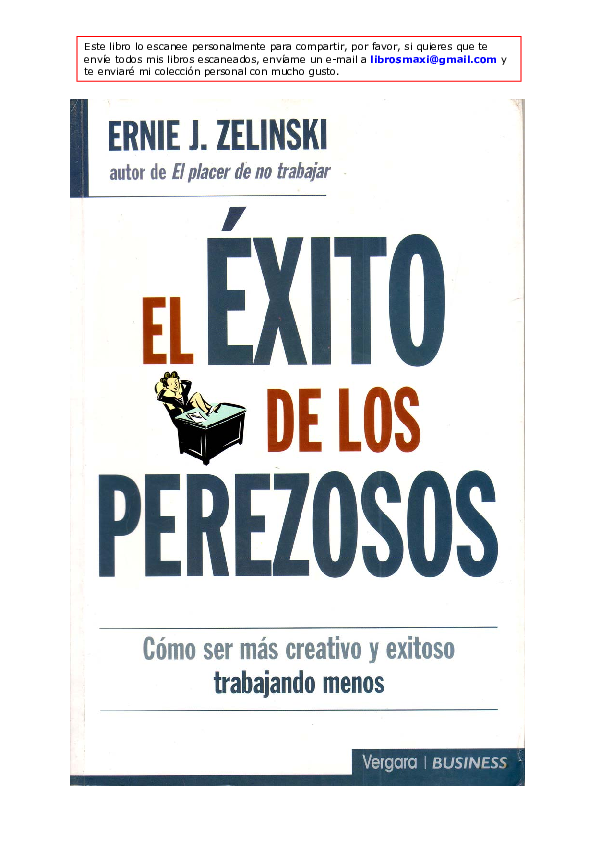 Este libro lo escanee personalmente para compartir, por favor, si quieres que te
envíe todos mis libros escaneados, envíame un e-mail a librosmaxi@gmail.com y
te enviaré mi colección personal con mucho gusto.
ERNIE J. ZELINSKI
autor de El placer de no trabajar
EL ÉXITO
DE LOS
PEREZOSOS
Cómo ser más creativo y exitoso
trabajando menos
Vergara | BUSINESS